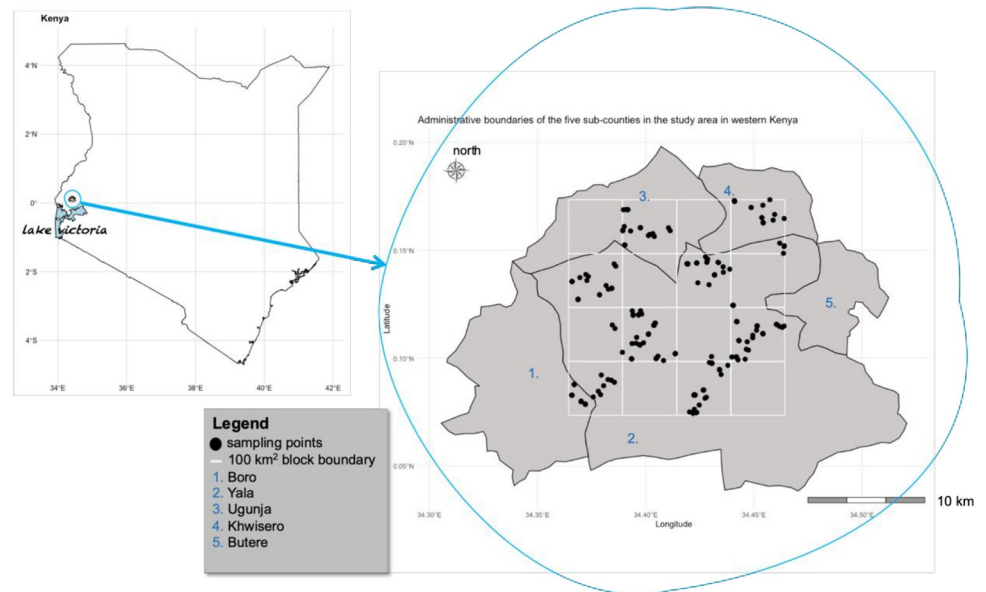 Kenya
4°N
2°N
0°
2°S
4°S
34°E
36°E
38°E
40°E
42°E
lake victoria
Administrative boundaries of the five sub-counties in the study area in western Kenya
north
0.20°N
0.15°N
0.10°N
0.05°N
Latitude
34.30°E
34.35°E
34.40°E
34.45°E
34.50°E
Longitude
3.
4.
5.
1.
2.
10 km
Legend
sampling points
100 km² block boundary
1. Boro
2. Yala
3. Ugunja
4. Khwisero
5. Butere